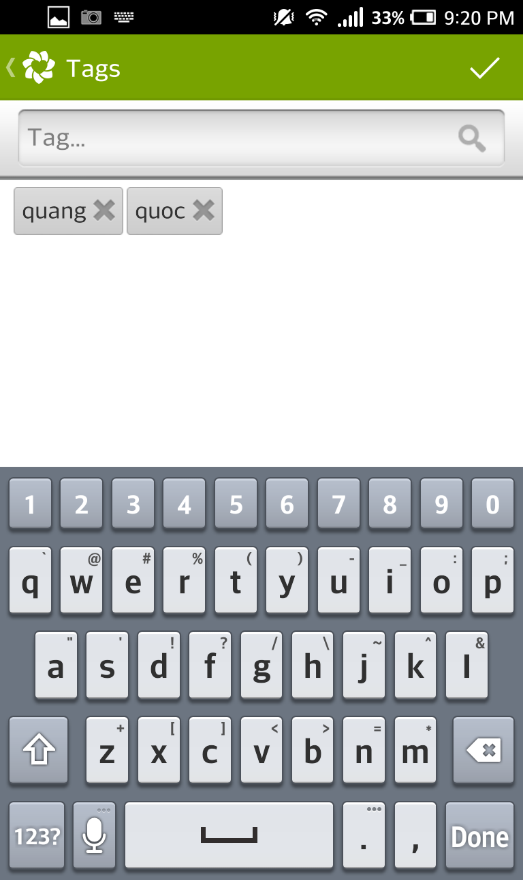 33% 9:20 PM
Tags
Tag...
quang quoc
1 2 3 4 5 6 7 8 9 0
` @ # % ( ) - _ : ;
q w e r t y u i o p
" ' ! ? / \ ~ ^ &
a s d f g h j k l
+ [ ] < > = *
z x c v b n m
123? . , Done